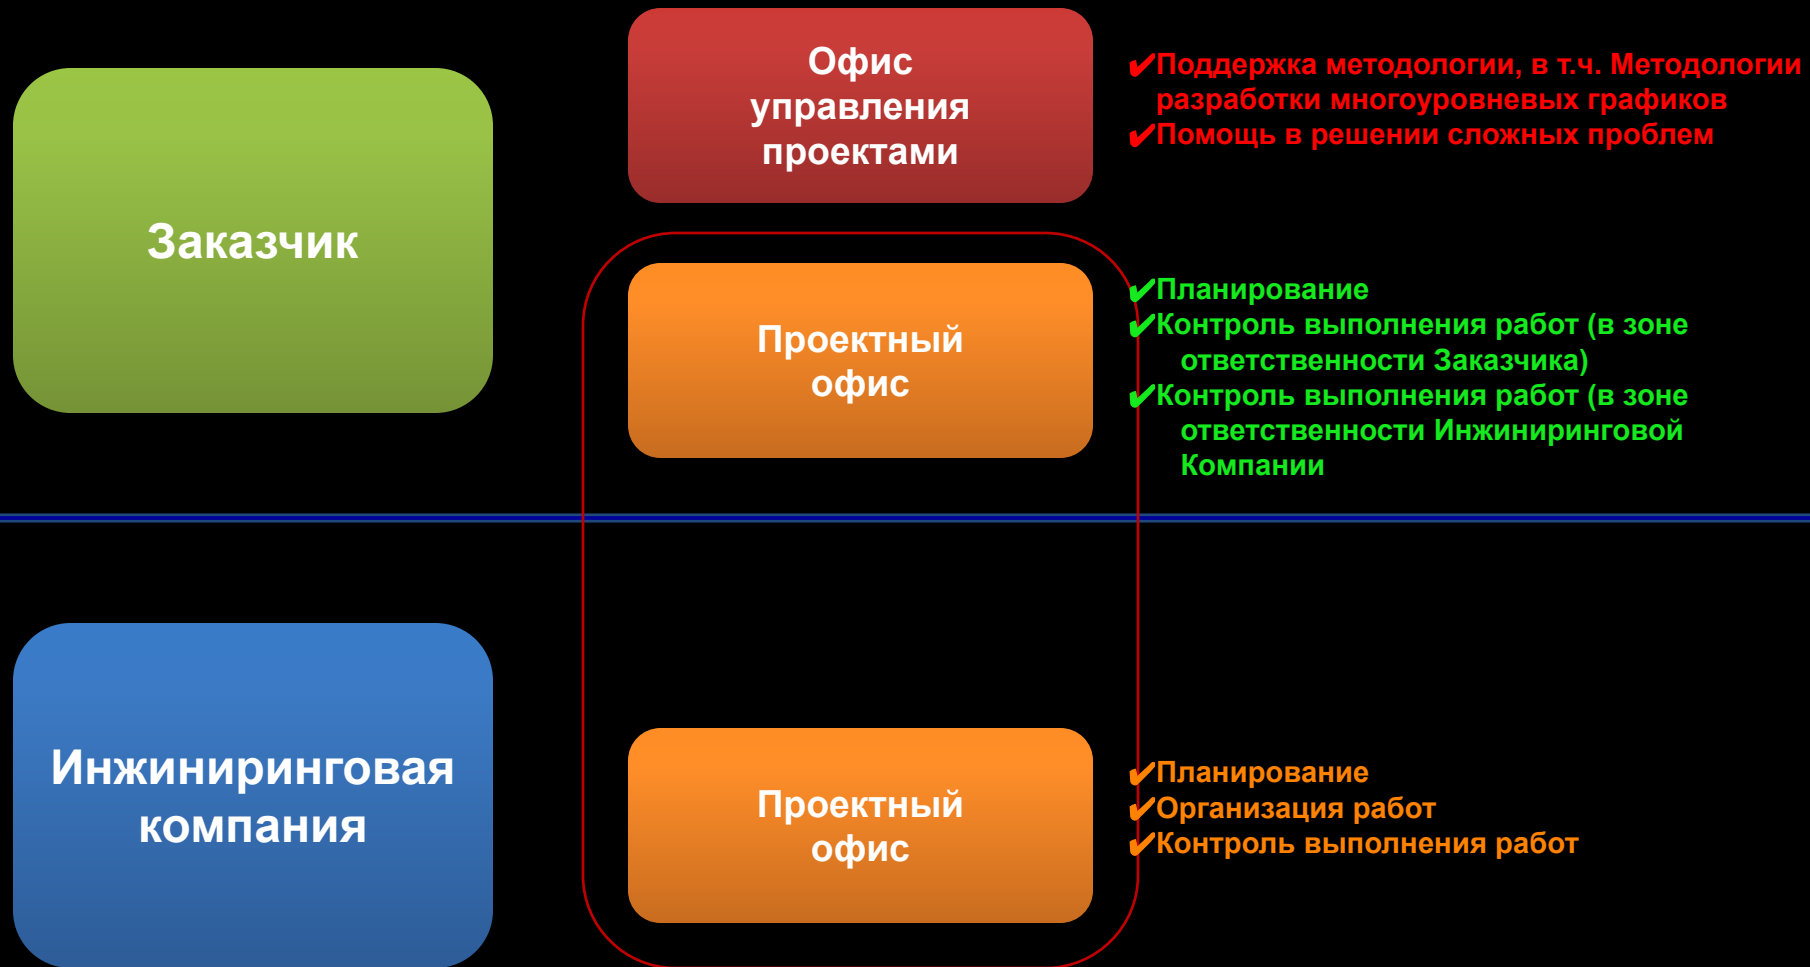 Заказчик
Офис
управления
проектами
✔Поддержка методологии, в т.ч. Методологии
разработки многоуровневых графиков
✔Помощь в решении сложных проблем
Проектный
офис
✔Планирование
✔Контроль выполнения работ (в зоне
ответственности Заказчика)
✔Контроль выполнения работ (в зоне
ответственности Инжиниринговой
Компании
Инжиниринговая
компания
Проектный
офис
✔Планирование
✔Организация работ
✔Контроль выполнения работ